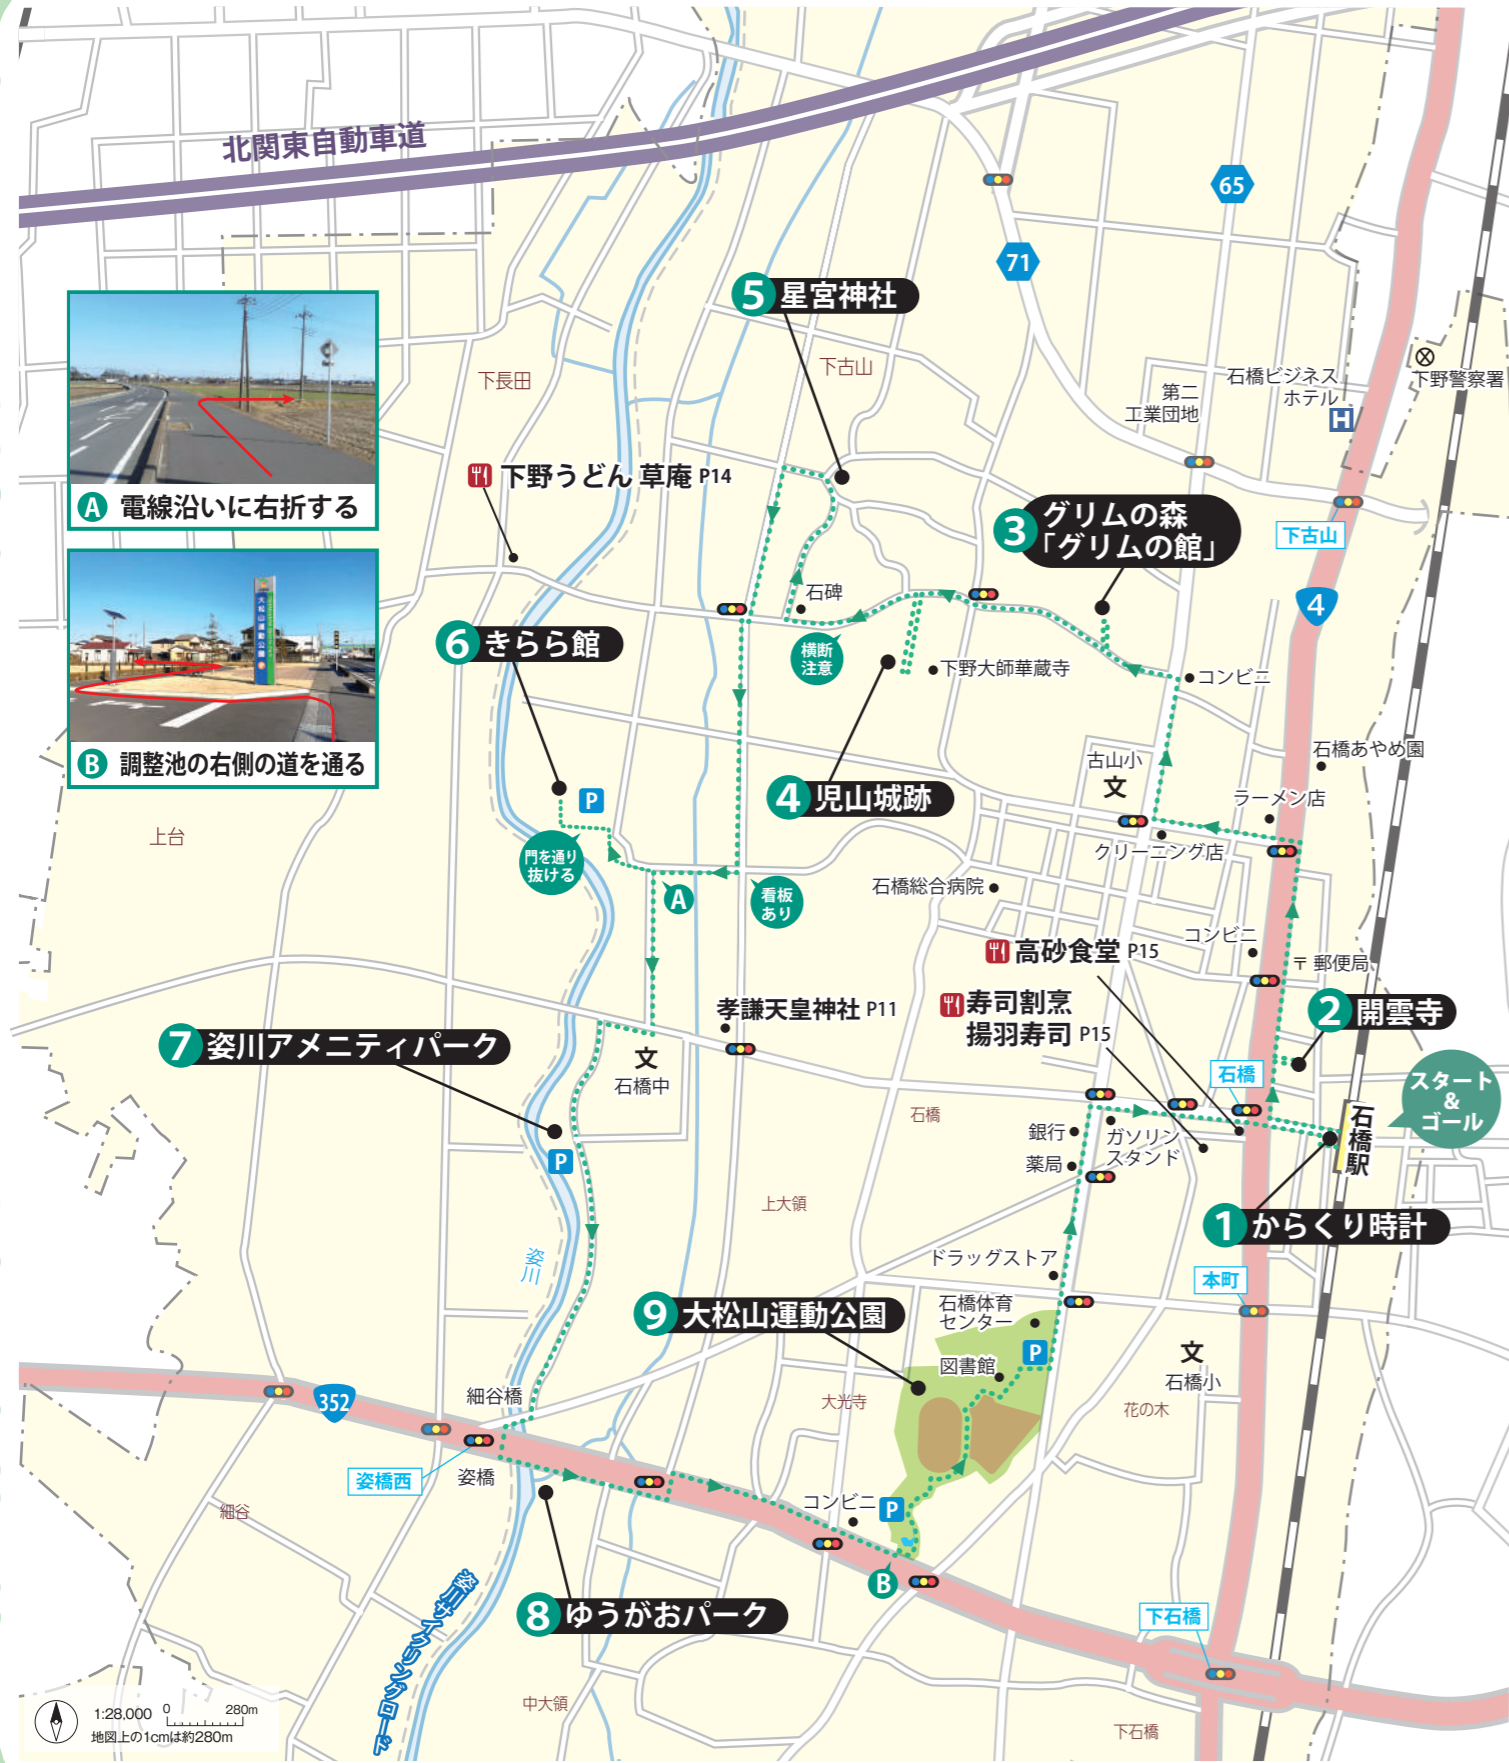 北関東自動車道
65
71
5 星宮神社
下古山
下長田
石橋ビジネス
ホテル
H
下野警察署
第二
工業団地
A 電線沿いに右折する
下野うどん 草庵 P14
3 グリムの森
「グリムの館」
下古山
4
大松山運動公園
B 調整池の右側の道を通る
石碑
6 きらら館
横断
注意
下野大師華蔵寺
コンビニ
石橋あやめ園
古山小
文
ラーメン店
P
4 児山城跡
上台
クリーニング店
門を通り
抜ける
石橋総合病院
A
看板
あり
コンビニ
高砂食堂 P15
〒 郵便局
寿司割烹
揚羽寿司 P15
孝謙天皇神社 P11
2 開雲寺
7 姿川アメニティパーク
文
石橋中
石橋
スタート
&
ゴール
石橋
石橋駅
銀行
ガソリン
スタンド
薬局
P
上大領
1 からくり時計
姿川
ドラッグストア
本町
9 大松山運動公園
石橋体育
センター
P
図書館
文
石橋小
352
細谷橋
大光寺
花の木
姿橋西
姿橋
細谷
コンビニ
P
B
8 ゆうがおパーク
下石橋
姿川サイクリングロード
中大領
下石橋
1:28,000 0 280m
地図上の1cmは約280m